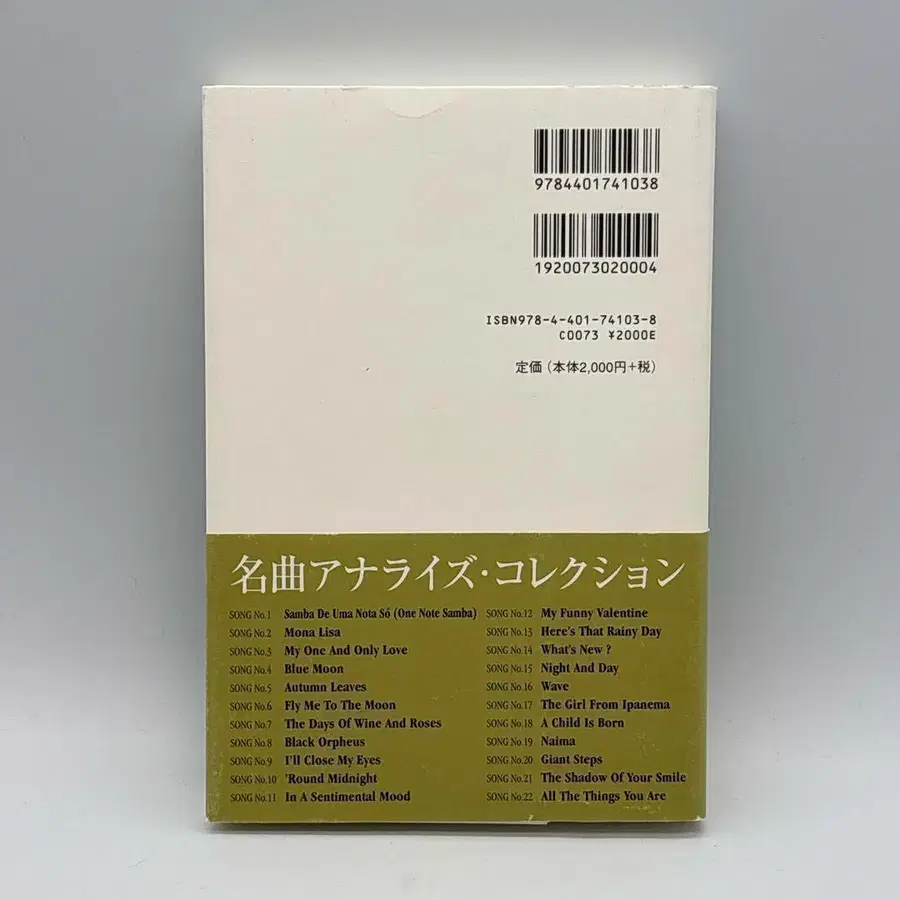 9784401741038
1920073020004
ISBN978-4-401-74103-8
C0073 ¥2000E
定価（本体2,000円+税）
名曲アナライズ・コレクション
SONG No.1 Samba De Uma Nota Só (One Note Samba)
SONG No.2 Mona Lisa
SONG No.3 My One And Only Love
SONG No.4 Blue Moon
SONG No.5 Autumn Leaves
SONG No.6 Fly Me To The Moon
SONG No.7 The Days Of Wine And Roses
SONG No.8 Black Orpheus
SONG No.9 I'll Close My Eyes
SONG No.10 'Round Midnight
SONG No.11 In A Sentimental Mood
SONG No.12 My Funny Valentine
SONG No.13 Here's That Rainy Day
SONG No.14 What's New ?
SONG No.15 Night And Day
SONG No.16 Wave
SONG No.17 The Girl From Ipanema
SONG No.18 A Child Is Born
SONG No.19 Naima
SONG No.20 Giant Steps
SONG No.21 The Shadow Of Your Smile
SONG No.22 All The Things You Are